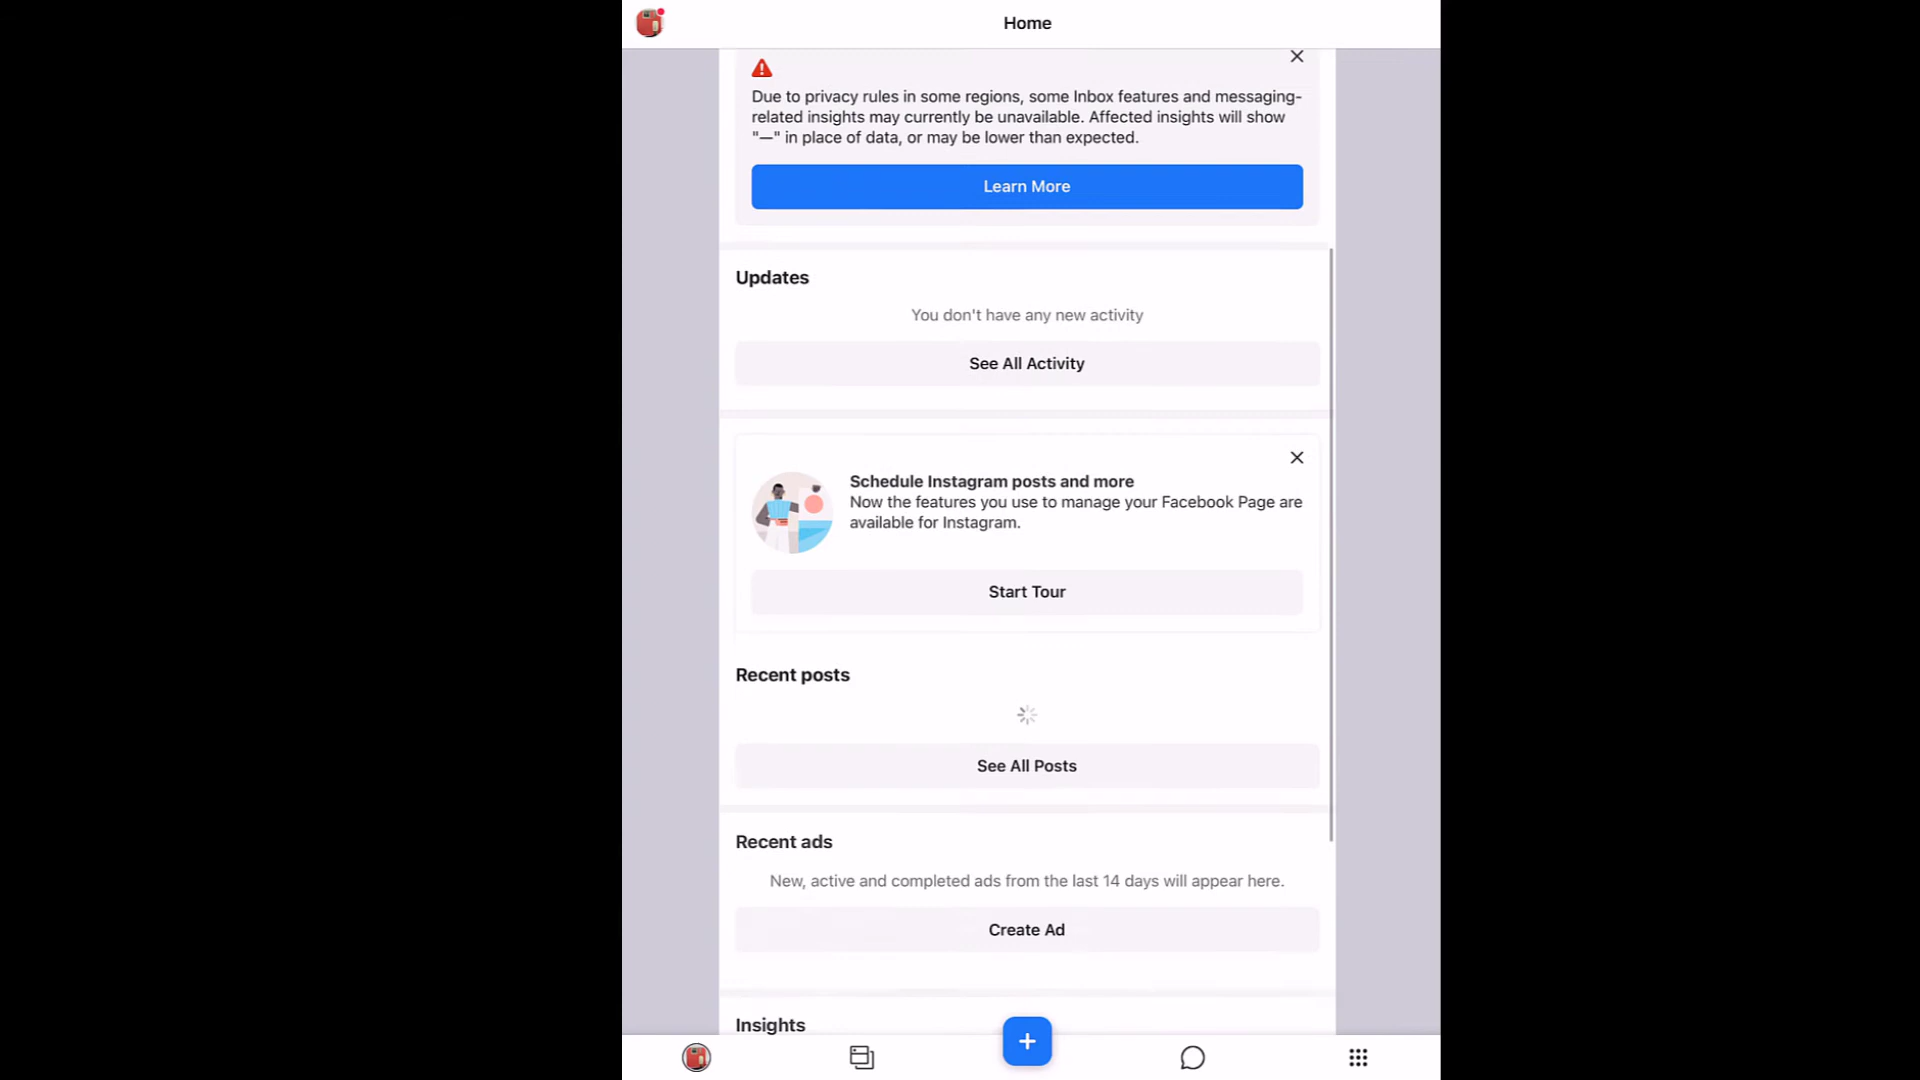 Home
Due to privacy rules in some regions, some Inbox features and messaging-
related insights may currently be unavailable. Affected insights will show
"—" in place of data, or may be lower than expected.
Learn More
Updates
You don't have any new activity
See All Activity
Schedule Instagram posts and more
Now the features you use to manage your Facebook Page are
available for Instagram.
Start Tour
Recent posts
See All Posts
Recent ads
New, active and completed ads from the last 14 days will appear here.
Create Ad
Insights